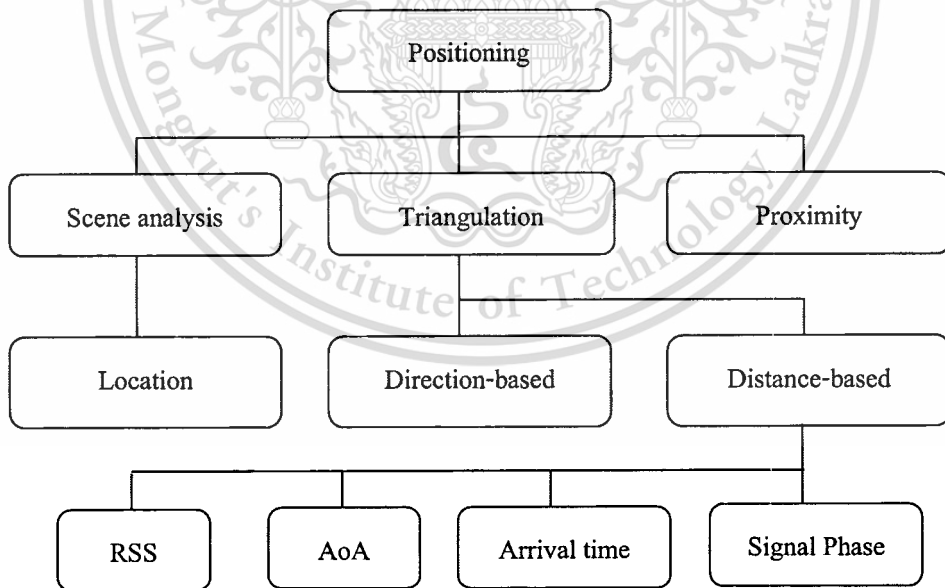 Positioning
Scene analysis
Triangulation
Proximity
Location
Direction-based
Distance-based
RSS
AoA
Arrival time
Signal Phase
Mongkut's Institute of Technology